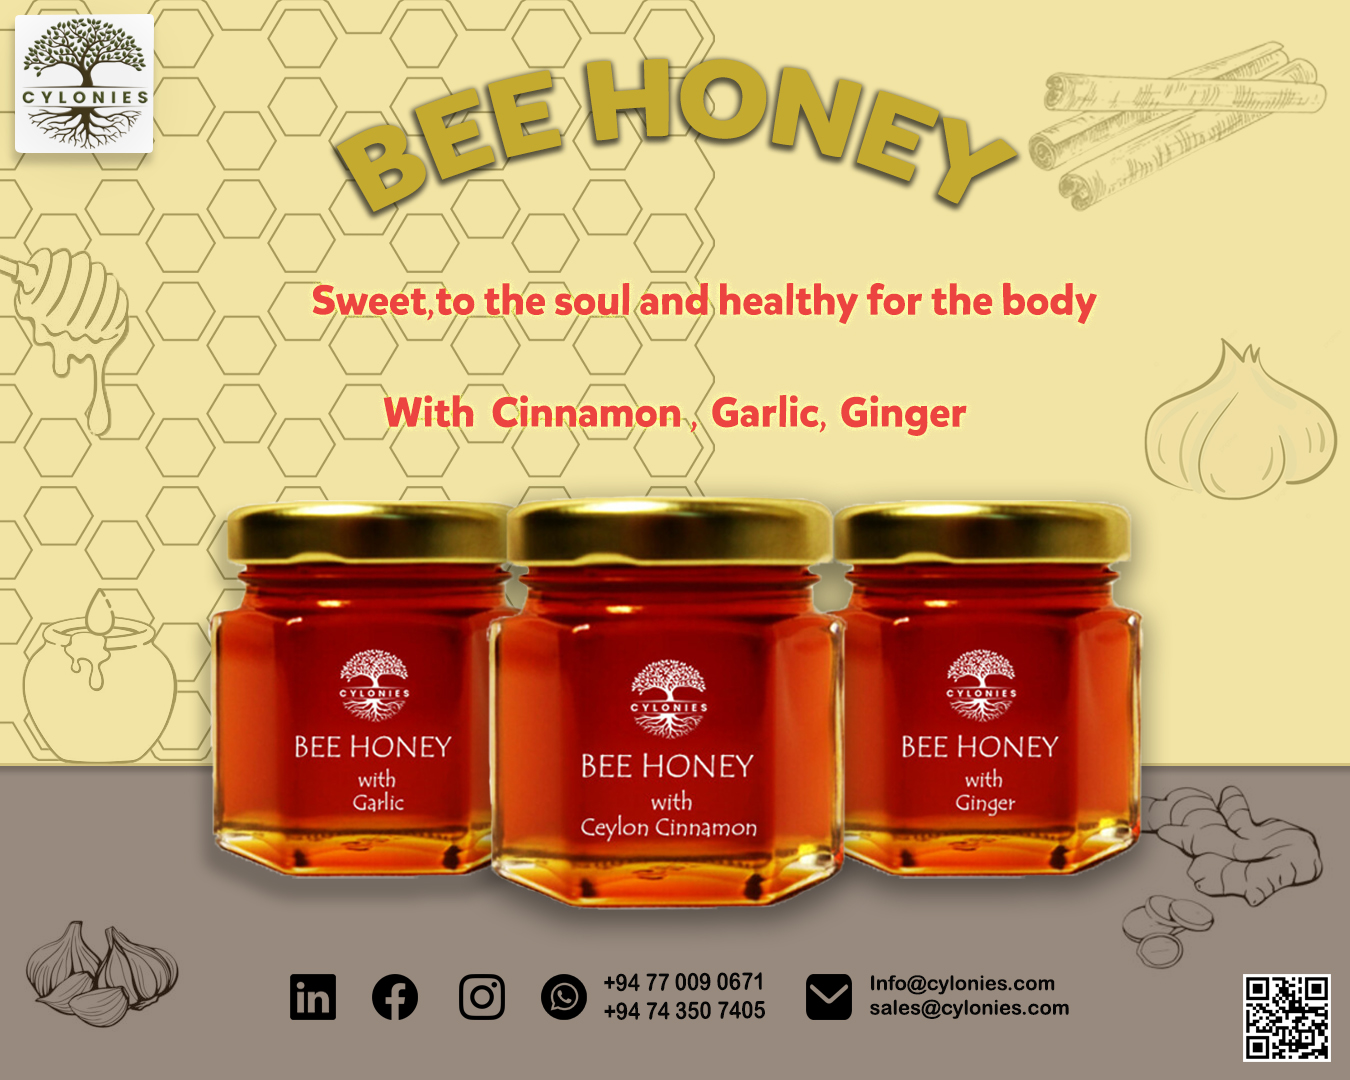 CYLONIES
BEE HONEY
Sweet,to the soul and healthy for the body
With Cinnamon , Garlic, Ginger
CYLONIES
BEE HONEY
with
Garlic
CYLONIES
BEE HONEY
with
Ceylon Cinnamon
CYLONIES
BEE HONEY
with
Ginger
in
+94 77 009 0671
+94 74 350 7405
Info@cylonies.com
sales@cylonies.com